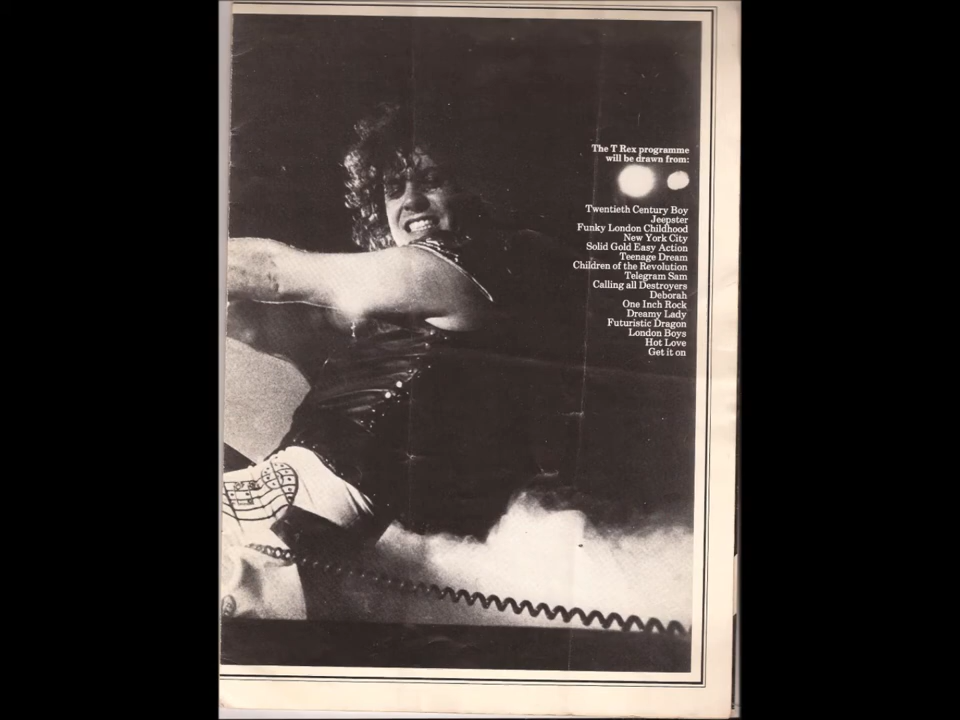 The T Rex programme
will be drawn from:
Twentieth Century Boy
Jeepster
Funky London Childhood
New York City
Solid Gold Easy Action
Teenage Dream
Children of the Revolution
Telegram Sam
Calling all Destroyers
Deborah
One Inch Rock
Dreamy Lady
Futuristic Dragon
London Boys
Hot Love
Get it on